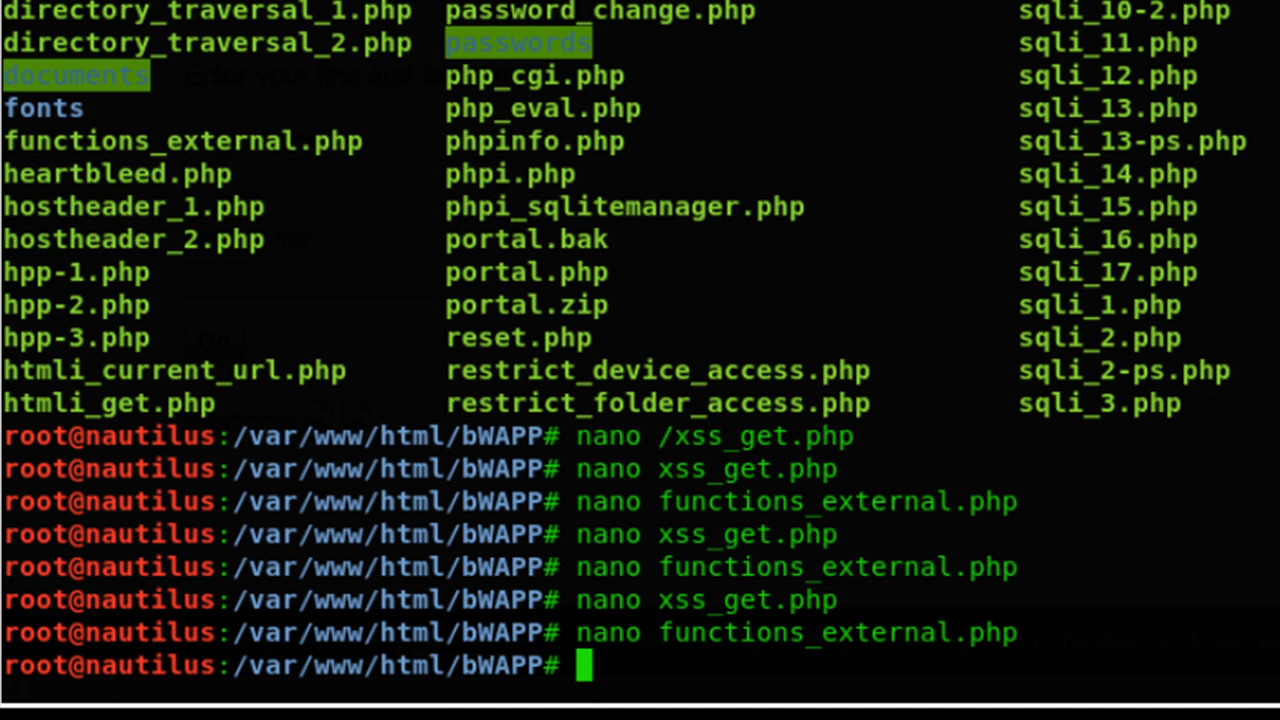 directory_traversal_1.php password_change.php sqli_10-2.php
directory_traversal_2.php passwords sqli_11.php
documents php_cgi.php sqli_12.php
fonts php_eval.php sqli_13.php
functions_external.php phpinfo.php sqli_13-ps.php
heartbleed.php phpi.php sqli_14.php
hostheader_1.php phpi_sqlitemanager.php sqli_15.php
hostheader_2.php portal.bak sqli_16.php
hpp-1.php portal.php sqli_17.php
hpp-2.php portal.zip sqli_1.php
hpp-3.php reset.php sqli_2.php
htmli_current_url.php restrict_device_access.php sqli_2-ps.php
htmli_get.php restrict_folder_access.php sqli_3.php
root@nautilus:/var/www/html/bWAPP# nano /xss_get.php
root@nautilus:/var/www/html/bWAPP# nano xss_get.php
root@nautilus:/var/www/html/bWAPP# nano functions_external.php
root@nautilus:/var/www/html/bWAPP# nano xss_get.php
root@nautilus:/var/www/html/bWAPP# nano functions_external.php
root@nautilus:/var/www/html/bWAPP# nano xss_get.php
root@nautilus:/var/www/html/bWAPP# nano functions_external.php
root@nautilus:/var/www/html/bWAPP#